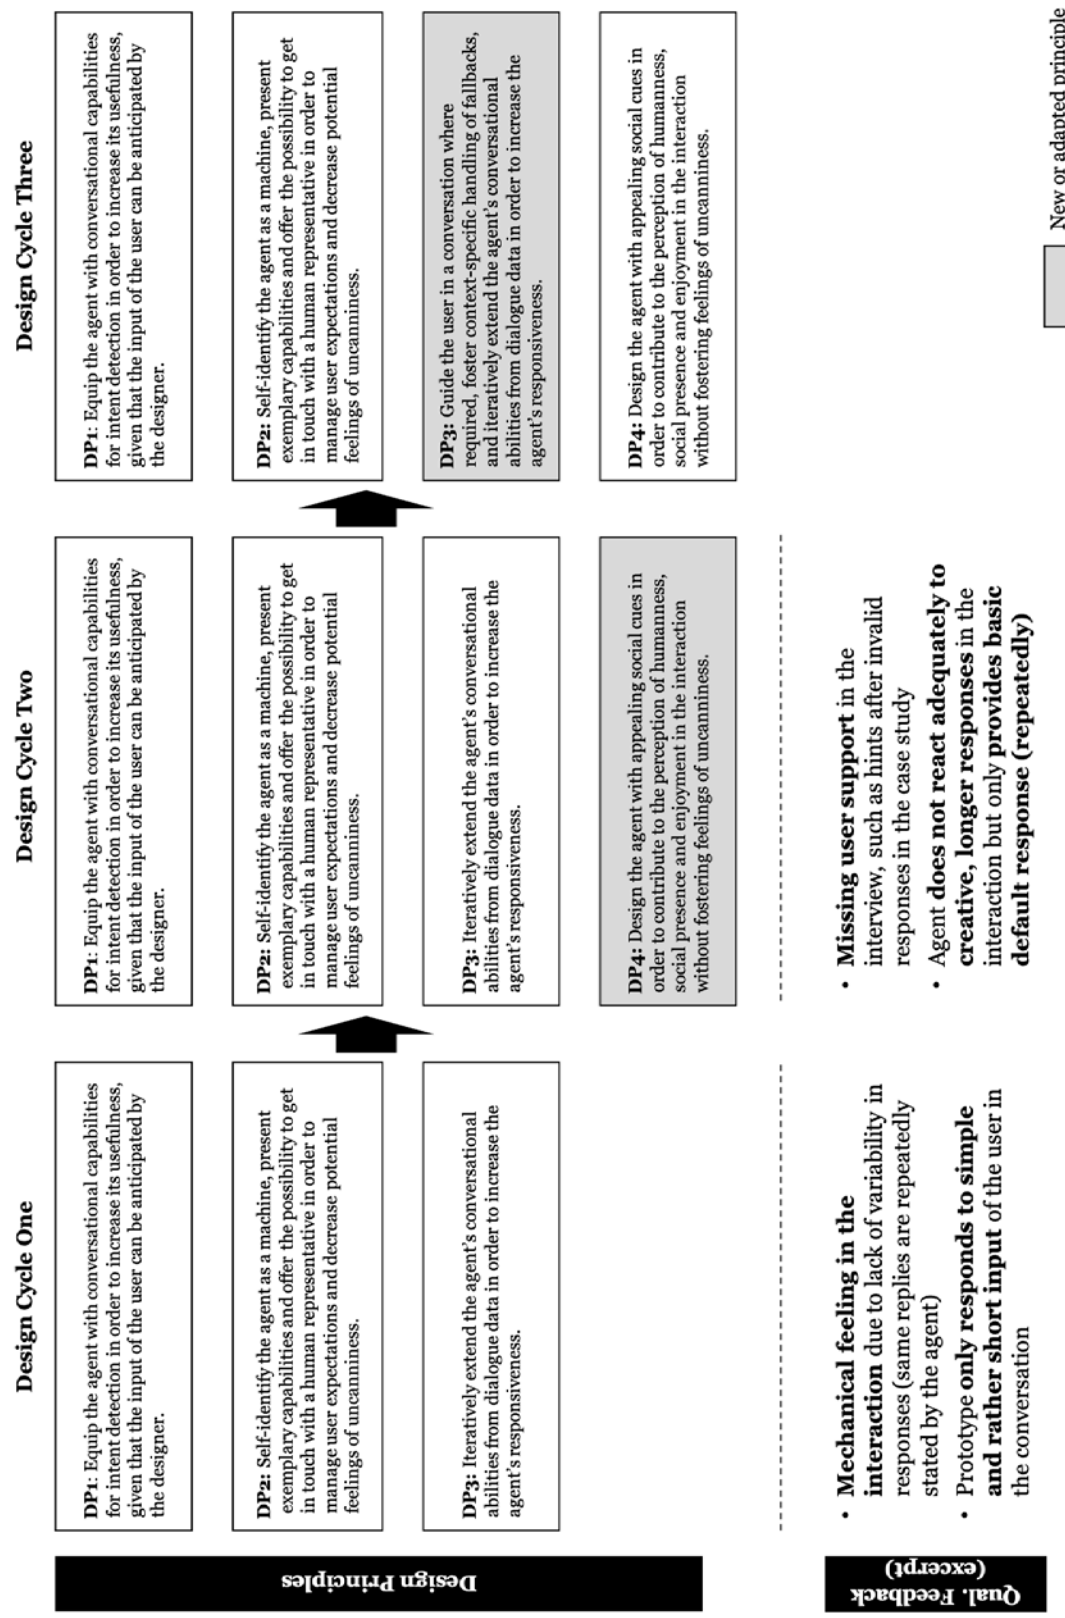 Design Cycle One
Design Cycle Two
Design Cycle Three
Design Principles
DP1: Equip the agent with conversational capabilities
for intent detection in order to increase its usefulness,
given that the input of the user can be anticipated by
the designer.
DP2: Self-identify the agent as a machine, present
exemplary capabilities and offer the possibility to get
in touch with a human representative in order to
manage user expectations and decrease potential
feelings of uncanniness.
DP3: Iteratively extend the agent's conversational
abilities from dialogue data in order to increase the
agent's responsiveness.
DP1: Equip the agent with conversational capabilities
for intent detection in order to increase its usefulness,
given that the input of the user can be anticipated by
the designer.
DP2: Self-identify the agent as a machine, present
exemplary capabilities and offer the possibility to get
in touch with a human representative in order to
manage user expectations and decrease potential
feelings of uncanniness.
DP3: Iteratively extend the agent's conversational
abilities from dialogue data in order to increase the
agent's responsiveness.
DP4: Design the agent with appealing social cues in
order to contribute to the perception of humanness,
social presence and enjoyment in the interaction
without fostering feelings of uncanniness.
DP1: Equip the agent with conversational capabilities
for intent detection in order to increase its usefulness,
given that the input of the user can be anticipated by
the designer.
DP2: Self-identify the agent as a machine, present
exemplary capabilities and offer the possibility to get
in touch with a human representative in order to
manage user expectations and decrease potential
feelings of uncanniness.
DP3: Guide the user in a conversation where
required, foster context-specific handling of fallbacks,
and iteratively extend the agent's conversational
abilities from dialogue data in order to increase the
agent's responsiveness.
DP4: Design the agent with appealing social cues in
order to contribute to the perception of humanness,
social presence and enjoyment in the interaction
without fostering feelings of uncanniness.
Qual. Feedback
(excerpt)
• Mechanical feeling in the
interaction due to lack of variability in
responses (same replies are repeatedly
stated by the agent)
• Prototype only responds to simple
and rather short input of the user in
the conversation
• Missing user support in the
interview, such as hints after invalid
responses in the case study
• Agent does not react adequately to
creative, longer responses in the
interaction but only provides basic
default response (repeatedly)
New or adapted principle